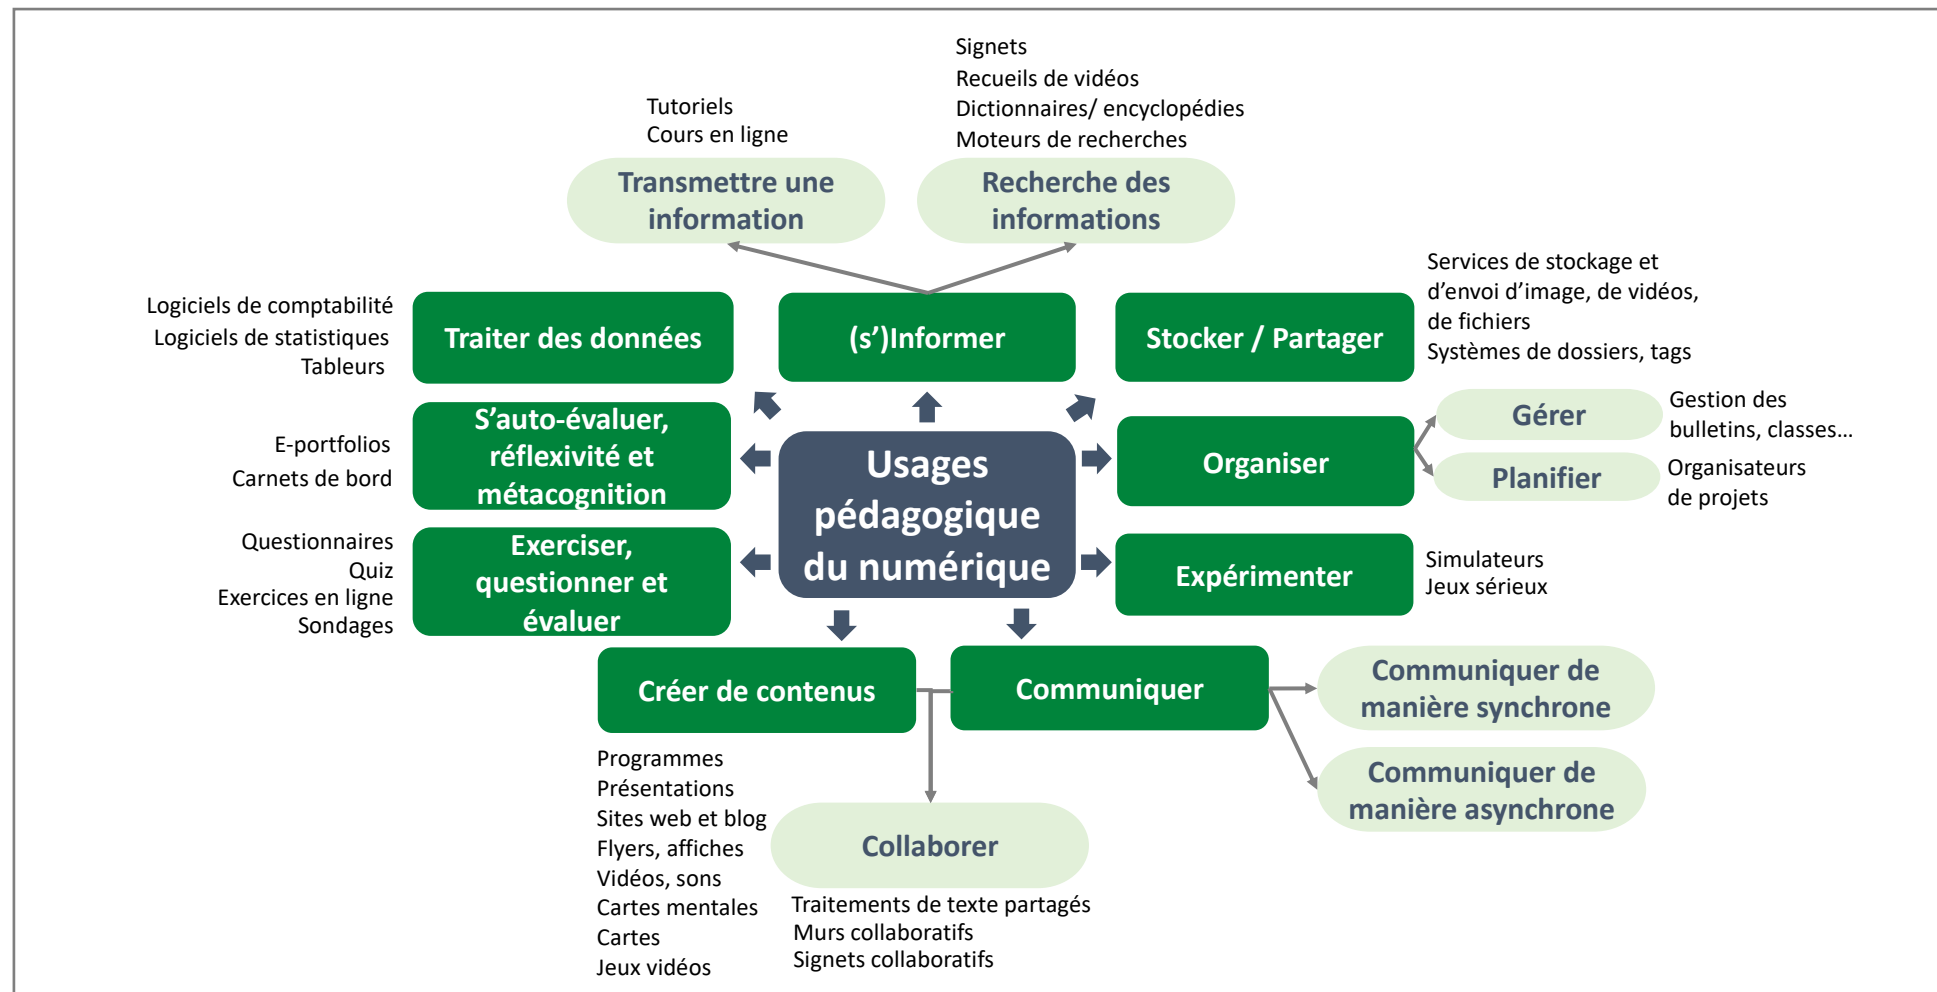 Signets
Recueils de vidéos
Dictionnaires/ encyclopédies
Moteurs de recherches
Tutoriels
Cours en ligne
Transmettre une
information
Recherche des
informations
Logiciels de comptabilité
Logiciels de statistiques
Tableurs
Traiter des données
(s')Informer
Stocker / Partager
Services de stockage et
d'envoi d'image, de vidéos,
de fichiers
Systèmes de dossiers, tags
E-portfolios
Carnets de bord
S'auto-évaluer,
réflexivité et
métacognition
Usages
pédagogique
du numérique
Organiser
Gérer
Gestion des
bulletins, classes…
Planifier
Organisateurs
de projets
Questionnaires
Quiz
Exercices en ligne
Sondages
Exerciser,
questionner et
évaluer
Expérimenter
Simulateurs
Jeux sérieux
Créer de contenus
Communiquer
Communiquer de
manière synchrone
Communiquer de
manière asynchrone
Programmes
Présentations
Sites web et blog
Flyers, affiches
Vidéos, sons
Cartes mentales
Cartes
Jeux vidéos
Collaborer
Traitements de texte partagés
Murs collaboratifs
Signets collaboratifs